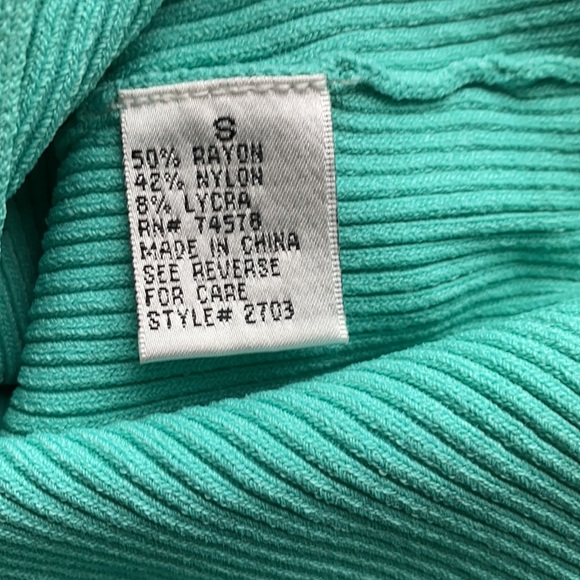 S
50% RAYON
42% NYLON
8% LYCRA
RN# 74578
MADE IN CHINA
SEE REVERSE
FOR CARE
STYLE# 2703